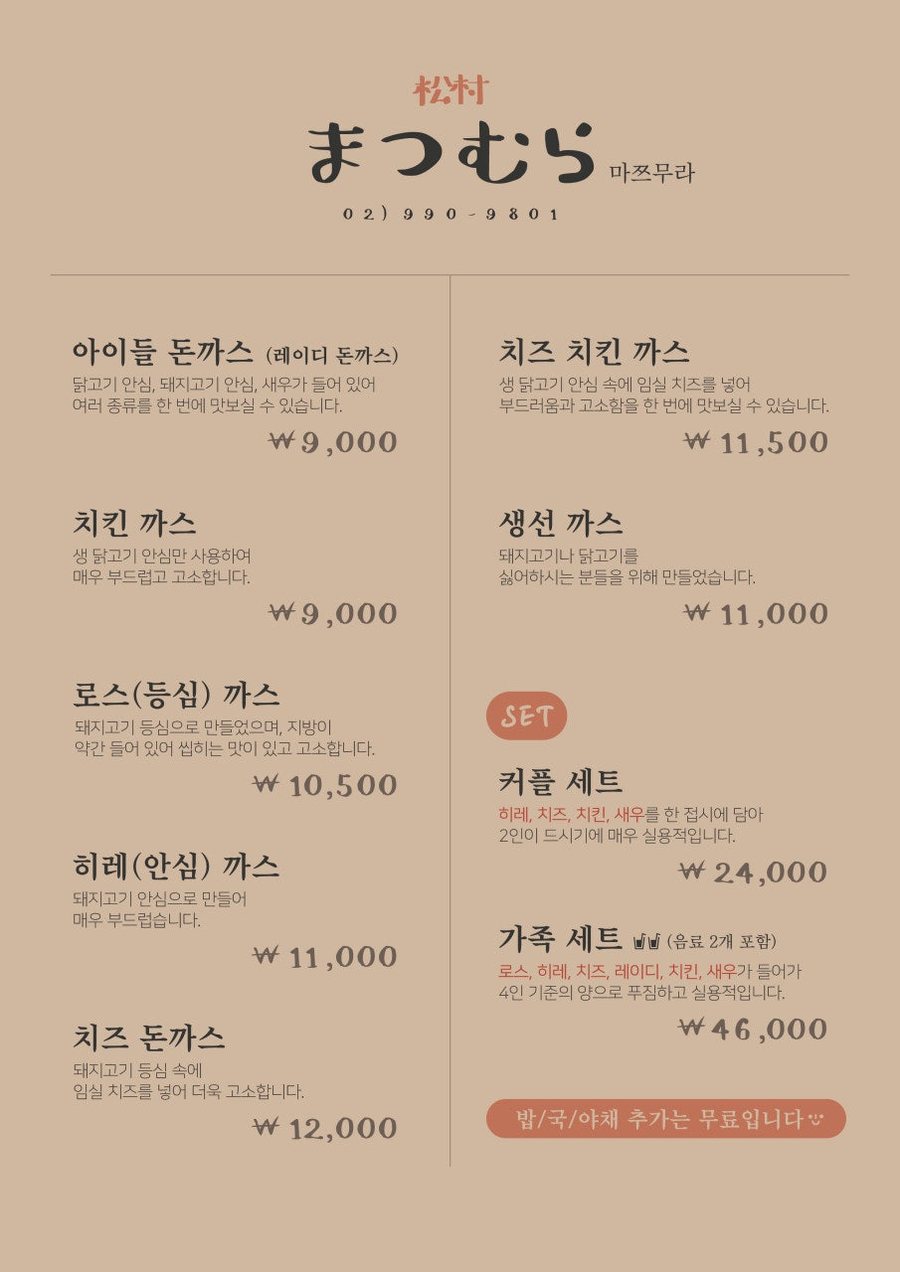 松村
まつむら 마쯔무라
02) 990-9801
아이들 돈까스 (레이디 돈까스)
닭고기 안심, 돼지고기 안심, 새우가 들어 있어
여러 종류를 한 번에 맛보실 수 있습니다.
₩9,000
치킨 까스
생 닭고기 안심만 사용하여
매우 부드럽고 고소합니다.
₩9,000
로스(등심) 까스
돼지고기 등심으로 만들었으며, 지방이
약간 들어 있어 씹히는 맛이 있고 고소합니다.
₩10,500
히레(안심) 까스
돼지고기 안심으로 만들어
매우 부드럽습니다.
₩11,000
치즈 돈까스
돼지고기 등심 속에
임실 치즈를 넣어 더욱 고소합니다.
₩12,000
치즈 치킨 까스
생 닭고기 안심 속에 임실 치즈를 넣어
부드러움과 고소함을 한 번에 맛보실 수 있습니다.
₩11,500
생선 까스
돼지고기나 닭고기를
싫어하시는 분들을 위해 만들었습니다.
₩11,000
SET
커플 세트
히레, 치즈, 치킨, 새우를 한 접시에 담아
2인이 드시기에 매우 실용적입니다.
₩24,000
가족 세트 (음료 2개 포함)
로스, 히레, 치즈, 레이디, 치킨, 새우가 들어가
4인 기준의 양으로 푸짐하고 실용적입니다.
₩46,000
밥/국/야채 추가는 무료입니다